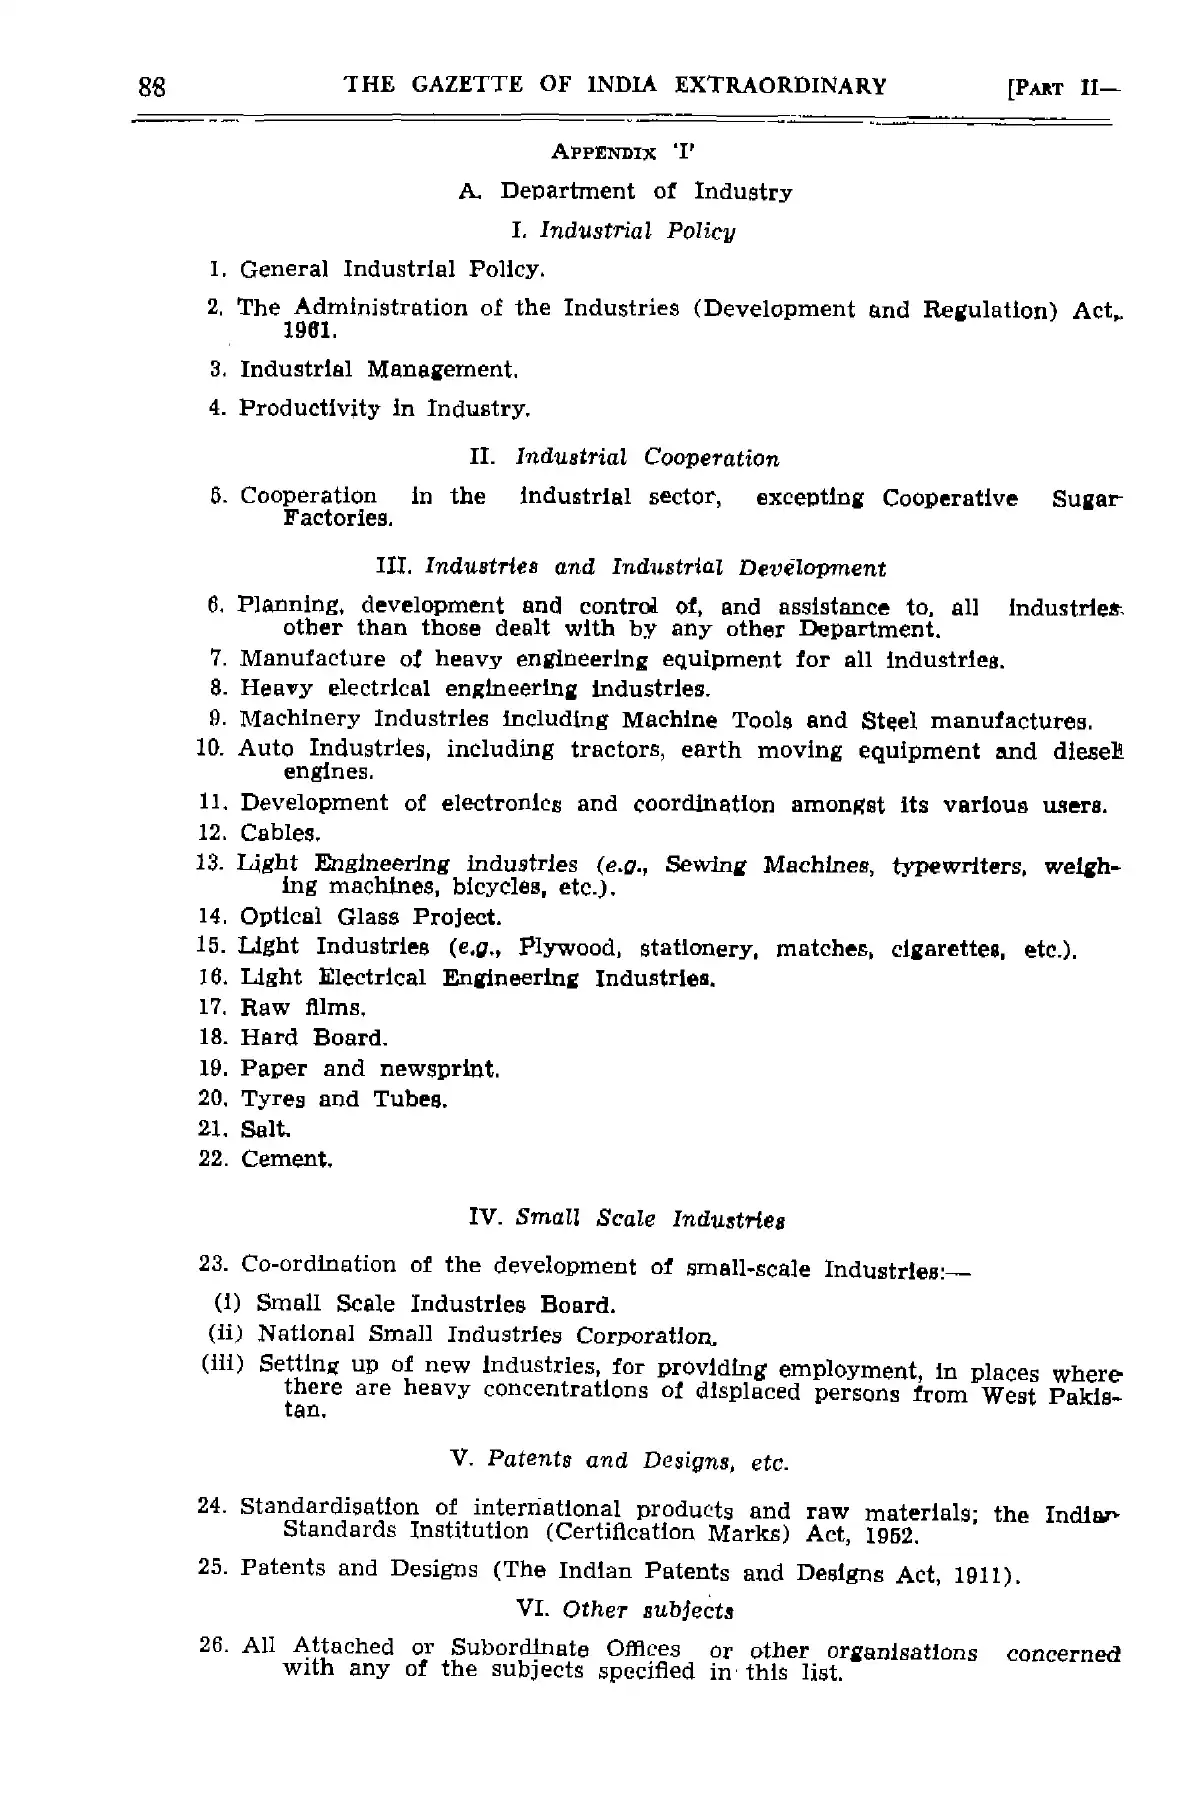 88 THE GAZETTE OF INDIA EXTRAORDINARY [PART II—
APPENDIX 'I'
A. Department of Industry
I. Industrial Policy
1. General Industrial Policy.
2. The Administration of the Industries (Development and Regulation) Act,
1961.
3. Industrial Management.
4. Productivity in Industry.
II. Industrial Cooperation
5. Cooperation in the industrial sector, excepting Cooperative Sugar
Factories.
III. Industries and Industrial Development
6. Planning, development and control of, and assistance to, all industries
other than those dealt with by any other Department.
7. Manufacture of heavy engineering equipment for all industries.
8. Heavy electrical engineering industries.
9. Machinery Industries including Machine Tools and Steel manufactures.
10. Auto Industries, including tractors, earth moving equipment and diesel
engines.
11. Development of electronics and coordination amongst its various users.
12. Cables.
13. Light Engineering industries (e.g., Sewing Machines, typewriters, weigh-
ing machines, bicycles, etc.).
14. Optical Glass Project.
15. Light Industries (e.g., Plywood, stationery, matches, cigarettes, etc.).
16. Light Electrical Engineering Industries.
17. Raw films.
18. Hard Board.
19. Paper and newsprint.
20. Tyres and Tubes.
21. Salt.
22. Cement.
IV. Small Scale Industries
23. Co-ordination of the development of small-scale Industries:—
(i) Small Scale Industries Board.
(ii) National Small Industries Corporation.
(iii) Setting up of new industries, for providing employment, in places where
there are heavy concentrations of displaced persons from West Pakis-
tan.
V. Patents and Designs, etc.
24. Standardisation of international products and raw materials; the Indian
Standards Institution (Certification Marks) Act, 1952.
25. Patents and Designs (The Indian Patents and Designs Act, 1911).
VI. Other subjects
26. All Attached or Subordinate Offices or other organisations concerned
with any of the subjects specified in this list.